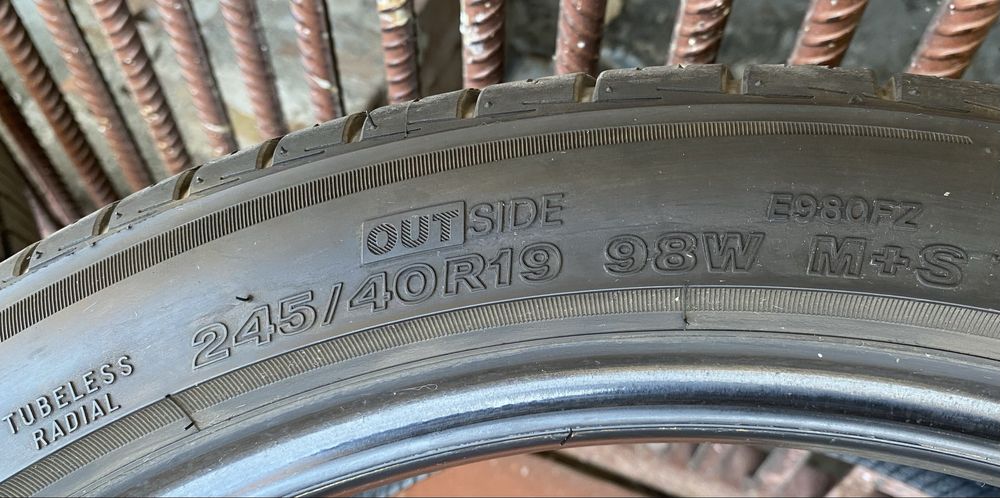 OUTSIDE
E980FZ
245/40R19 98W M+S
TUBELESS
RADIAL